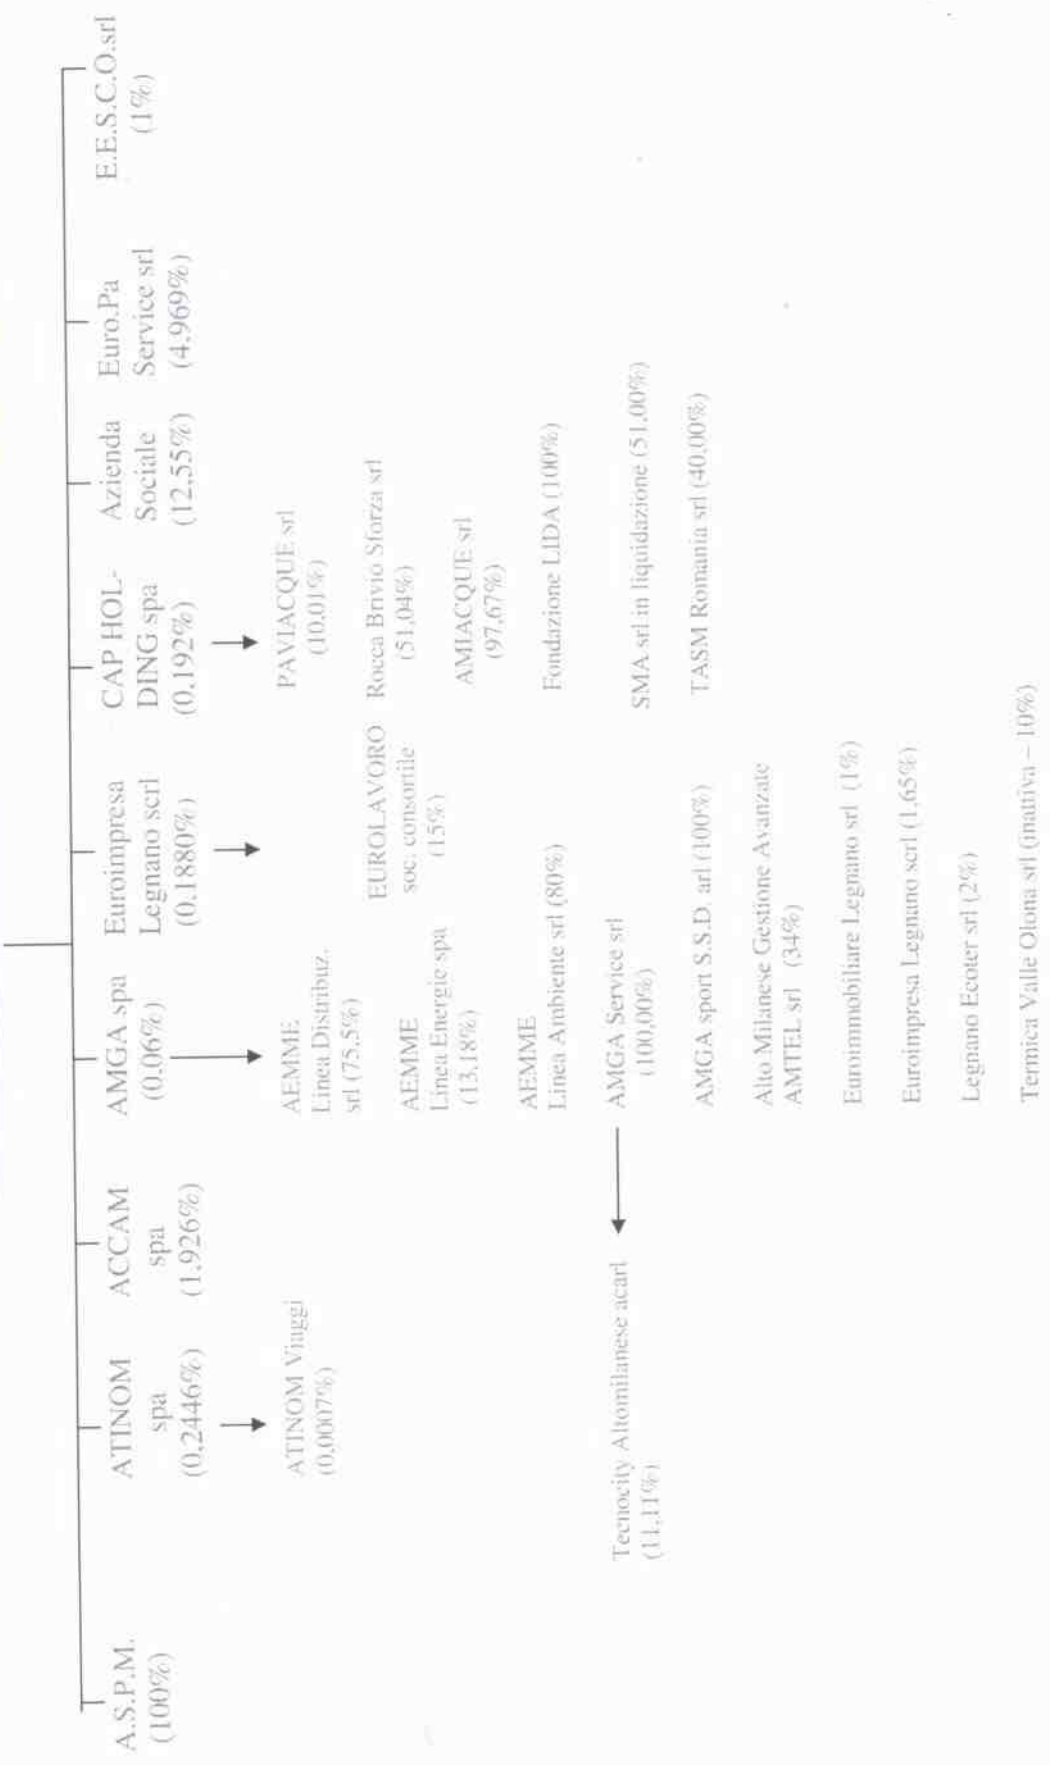 A.S.P.M.
(100%)
ATINOM
spa
(0,2446%)
ACCAM
spa
(1,926%)
AMGA spa
(0.06%)
Euroimpresa
Legnano scrl
(0,1880%)
CAP HOL-
DING spa
(0,192%)
Azienda
Sociale
(12,55%)
Euro.Pa
Service srl
(4,969%)
E.E.S.C.O.srl
(1%)
ATINOM Viaggi
(0,0007%)
AEMME
Linea Distribuz.
srl (75.5%)
AEMME
Linea Energie spa
(13,18%)
AEMME
Linea Ambiente srl (80%)
AMGA Service srl
(100,00%)
Tecnocity Altomilanese acarl
(11,11%)
AMGA sport S.S.D. arl (100%)
Alto Milanese Gestione Avanzate
AMTEL srl (34%)
Euroimmobiliare Legnano srl (1%)
Euroimpresa Legnano scrl (1,65%)
Legnano Ecoter srl (2%)
Termica Valle Olona srl (inattiva – 10%)
EUROLAVORO
soc. consortile
(15%)
PAVIACQUE srl
(10,01%)
Rocca Brivio Sforza srl
(51,04%)
AMIACQUE srl
(97,67%)
Fondazione LIDA (100%)
SMA srl in liquidazione (51,00%)
TASM Romania srl (40,00%)